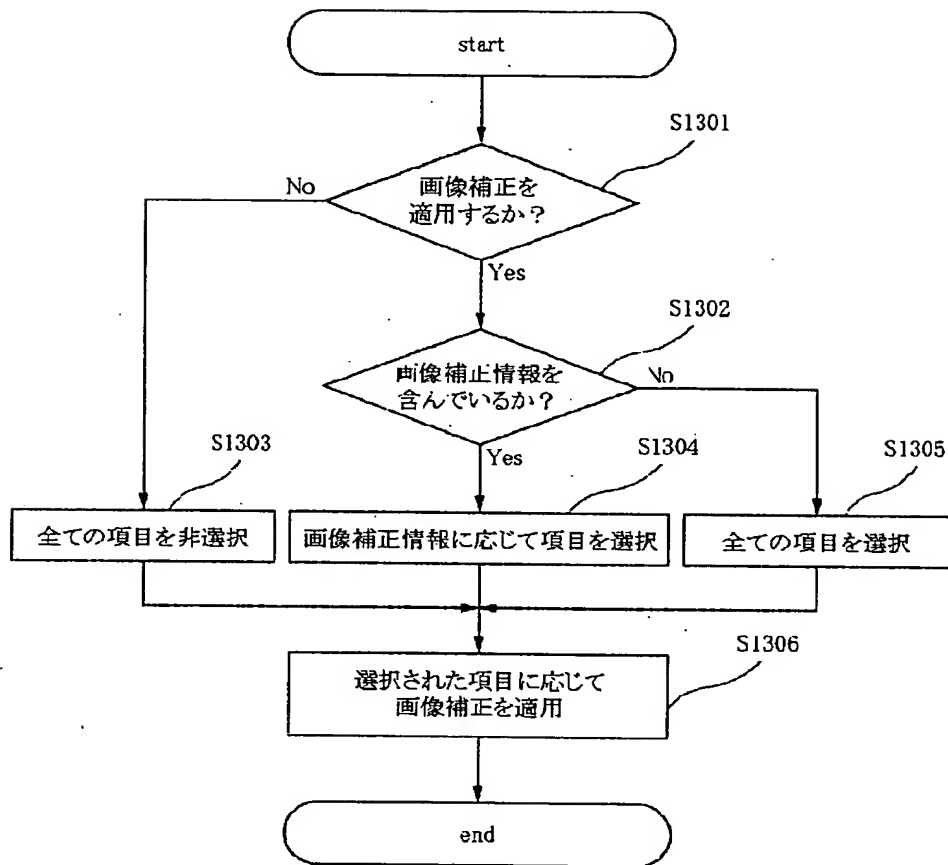 start
S1301
No
画像補正を
適用するか？
Yes
S1302
画像補正情報を
含んでいるか？
No
S1303
Yes
S1304
S1305
全ての項目を非選択
画像補正情報に応じて項目を選択
全ての項目を選択
S1306
選択された項目に応じて
画像補正を適用
end